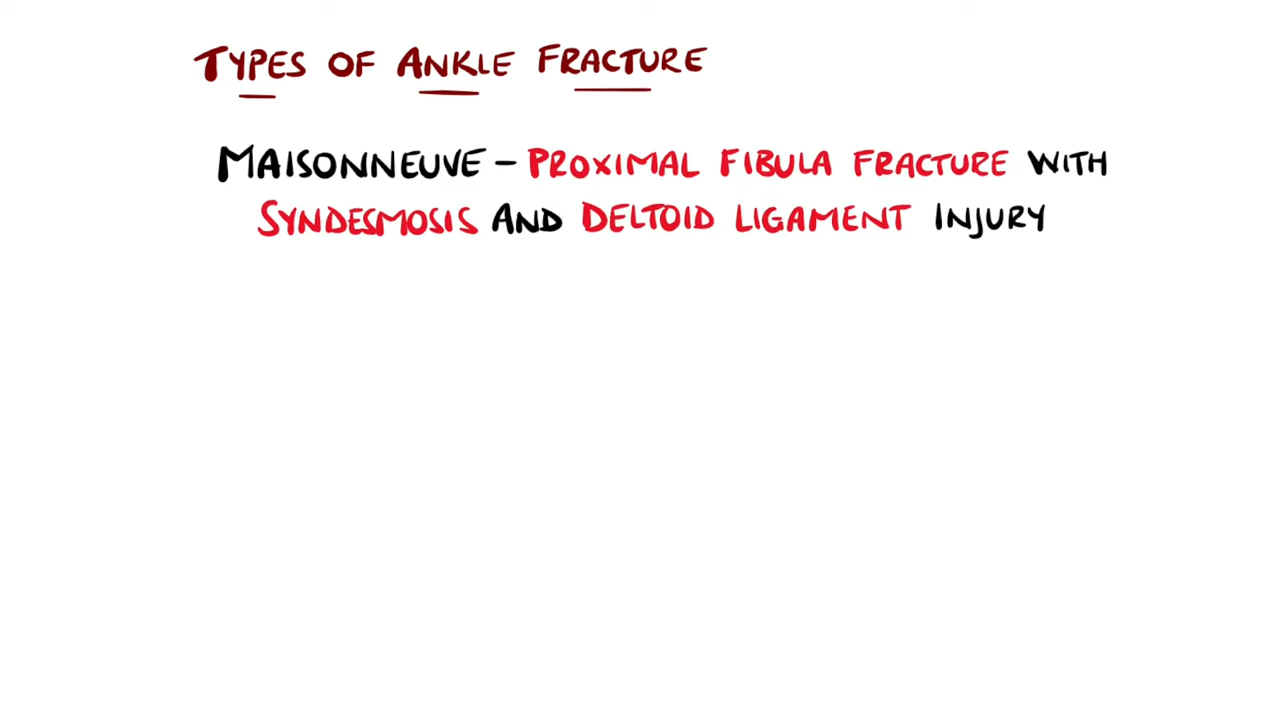 Types of Ankle Fracture
Maisonneuve – Proximal Fibula Fracture with
Syndesmosis and Deltoid Ligament Injury